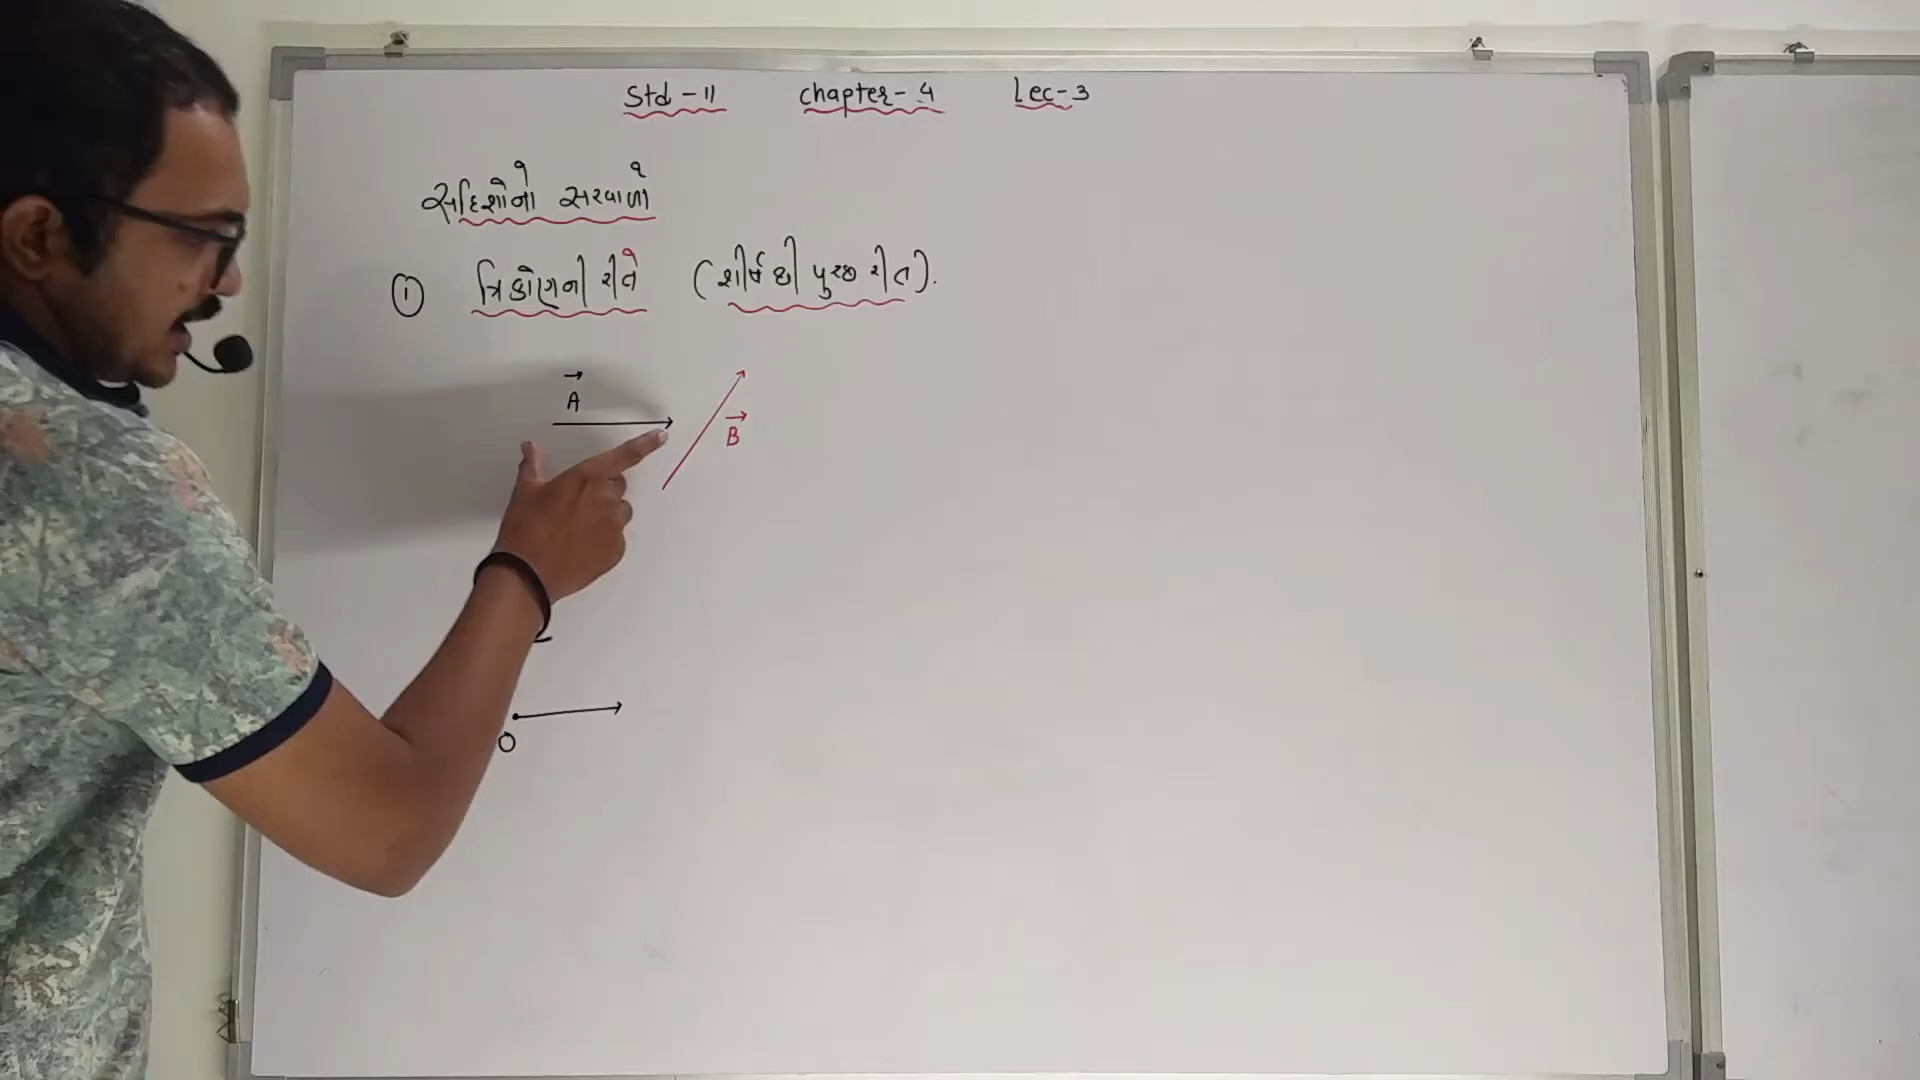 Std - 11 chapter - 4 Lec - 3
સદિશોનો સરવાળો
① ત્રિકોણની રીતે (શીર્ષથી પુચ્છ રીત).
A
B
O